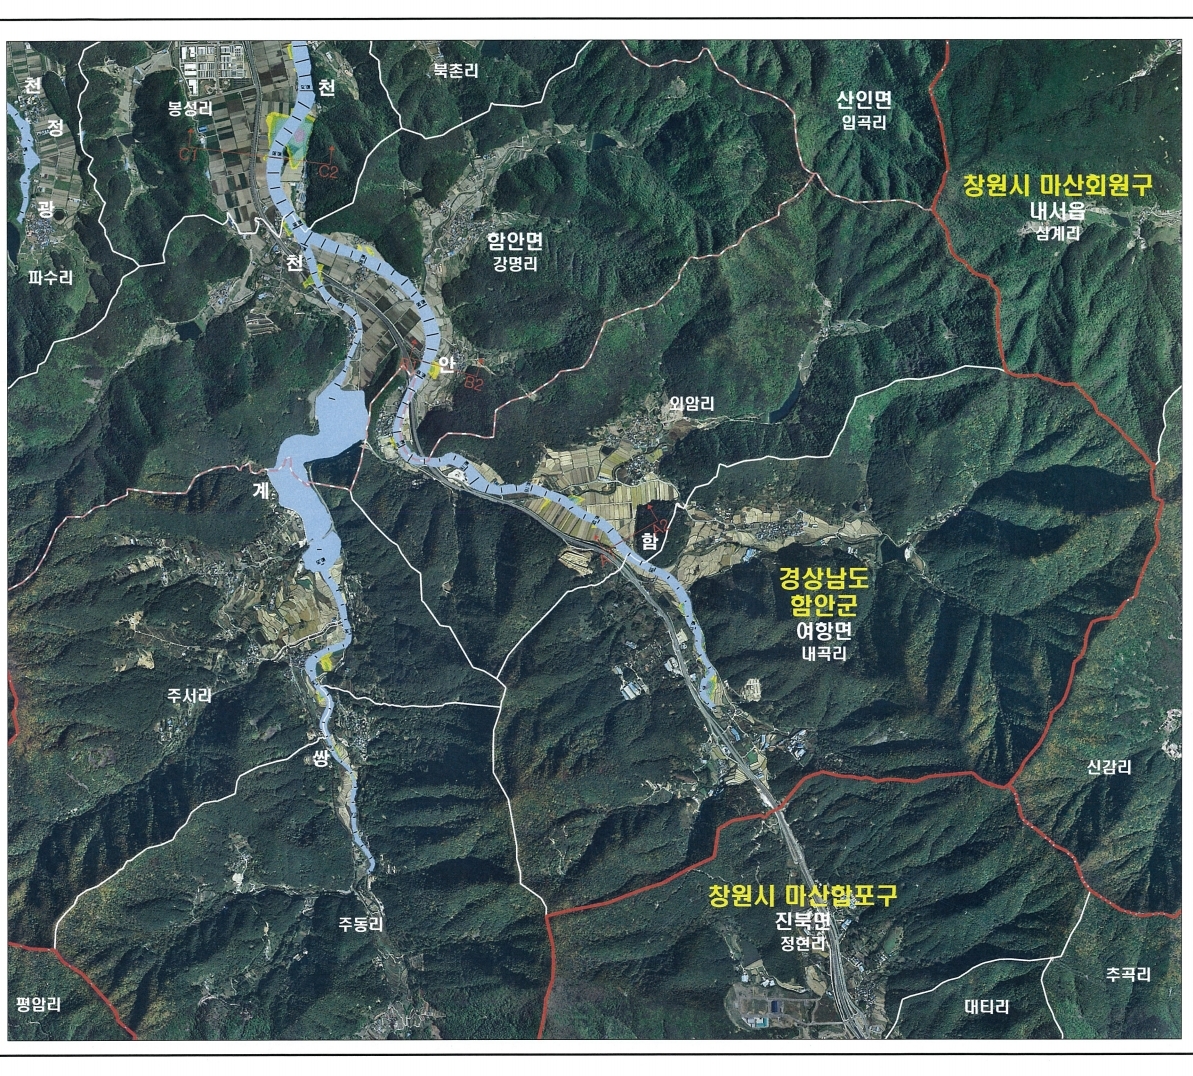 천
정
광
파수리
봉성리
천
북촌리
산인면
입곡리
창원시 마산회원구
내서읍
삼계리
C1
C2
함안면
강명리
천
안
B2
외암리
계
함
A2
경상남도
함안군
여항면
내곡리
주서리
쌍
신감리
창원시 마산합포구
진북면
정현리
주동리
평암리
대티리
추곡리